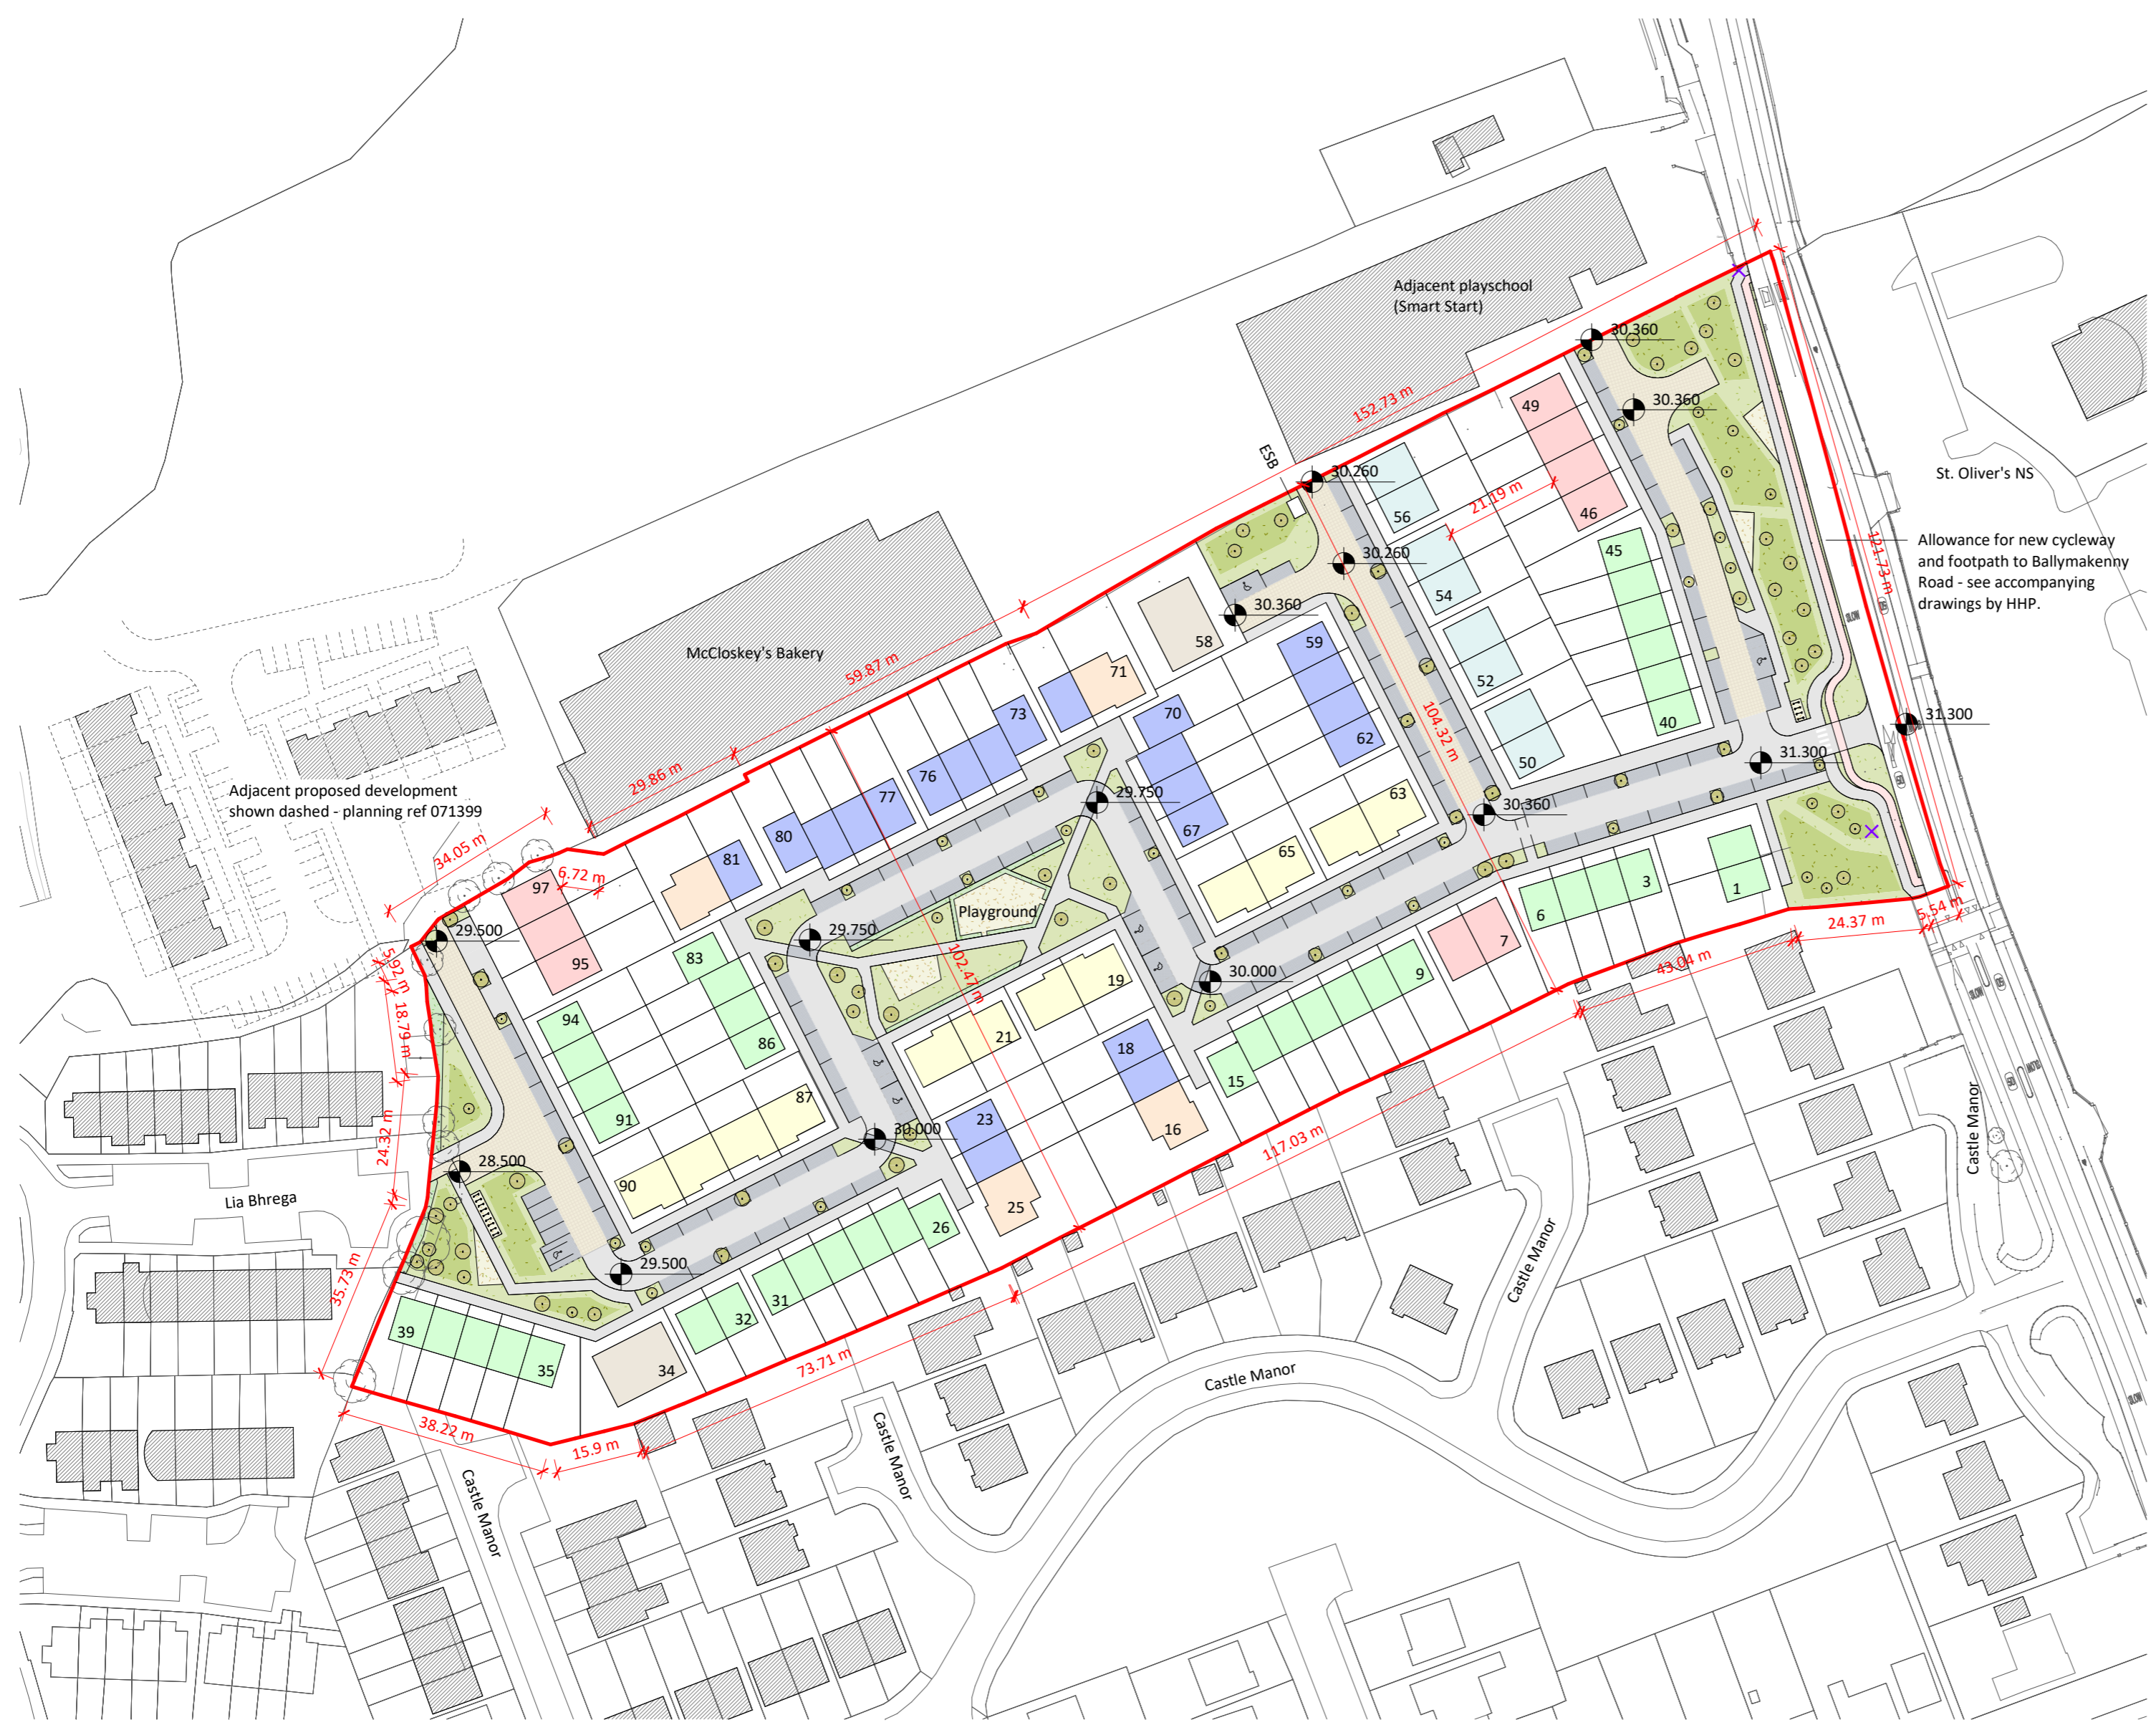 Adjacent playschool
(Smart Start)
30.360
30.360
152.73 m
49
ESB
30.260
56
21.19 m
46
St. Oliver's NS
Allowance for new cycleway
and footpath to Ballymakenny
Road - see accompanying
drawings by HHP.
121.73 m
45
30.260
54
30.360
58
59
McCloskey's Bakery
59.87 m
71
52
70
73
104.32 m
62
50
40
31.300
31.300
SLOW
29.86 m
76
77
Adjacent proposed development
shown dashed - planning ref 071399
29.750
63
30.360
80
67
34.05 m
81
65
6.72 m
97
3
1
6
Playground
29.500
29.750
7
24.37 m
5.54 m
5.92 m
95
83
102.47 m
19
9
43.04 m
30.000
18.79 m
94
86
21
18
15
SLOW
87
91
23
16
117.03 m
24.32 m
30.000
28.500
90
25
26
Lia Bhrega
Castle Manor
Castle Manor
35.73 m
29.500
31
32
39
35
34
73.71 m
Castle Manor
38.22 m
15.9 m
Castle Manor
Castle Manor